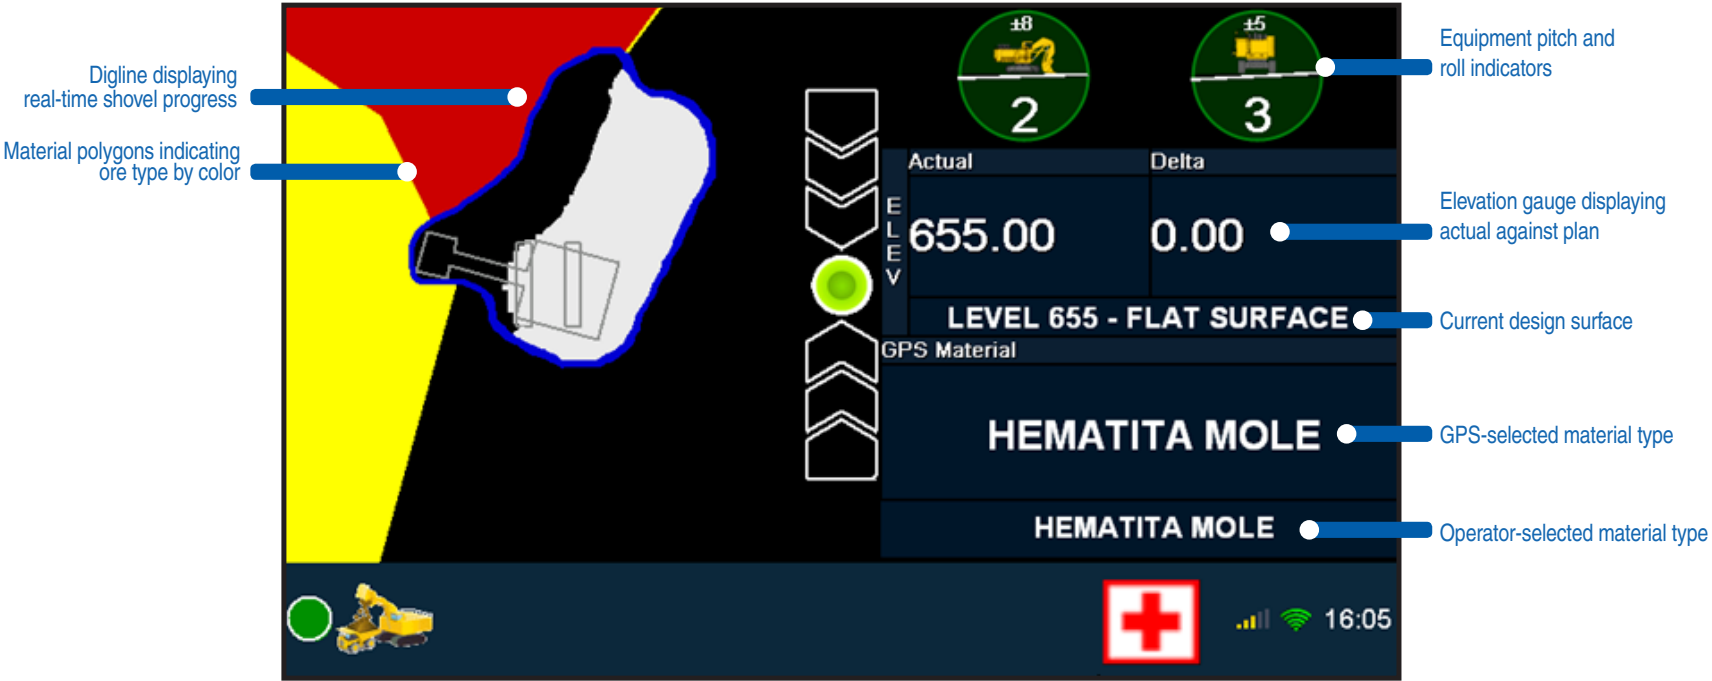 Digline displaying
real-time shovel progress
Material polygons indicating
ore type by color
±8
2
±5
3
Equipment pitch and
roll indicators
ELEV
Actual
Delta
655.00
0.00
Elevation gauge displaying
actual against plan
LEVEL 655 - FLAT SURFACE
Current design surface
GPS Material
HEMATITA MOLE
GPS-selected material type
HEMATITA MOLE
Operator-selected material type
16:05